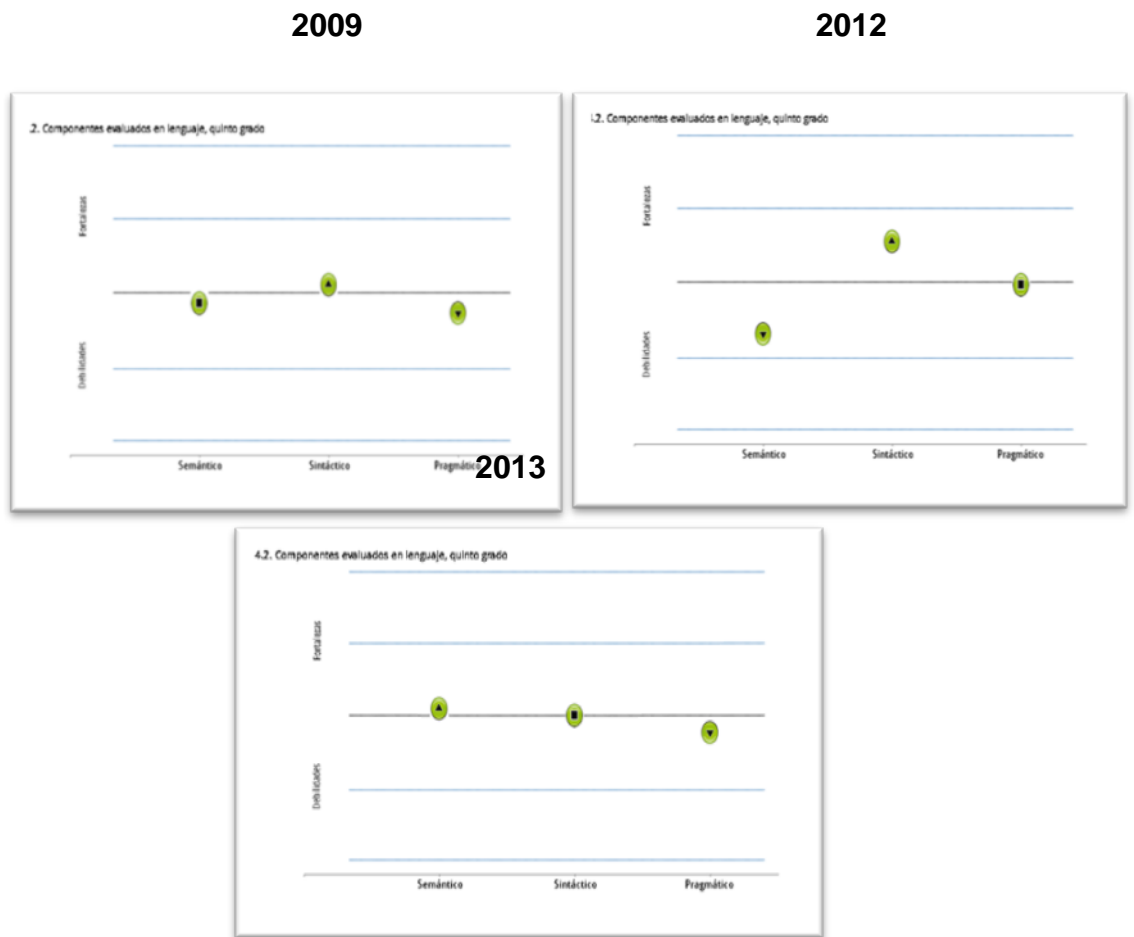 2009
2012
.2. Componentes evaluados en lenguaje, quinto grado
Fortalezas
Debilidades
Semántico Sintáctico Pragmático
.2. Componentes evaluados en lenguaje, quinto grado
Fortalezas
Debilidades
Semántico Sintáctico Pragmático
2013
4.2. Componentes evaluados en lenguaje, quinto grado
Fortalezas
Debilidades
Semántico Sintáctico Pragmático